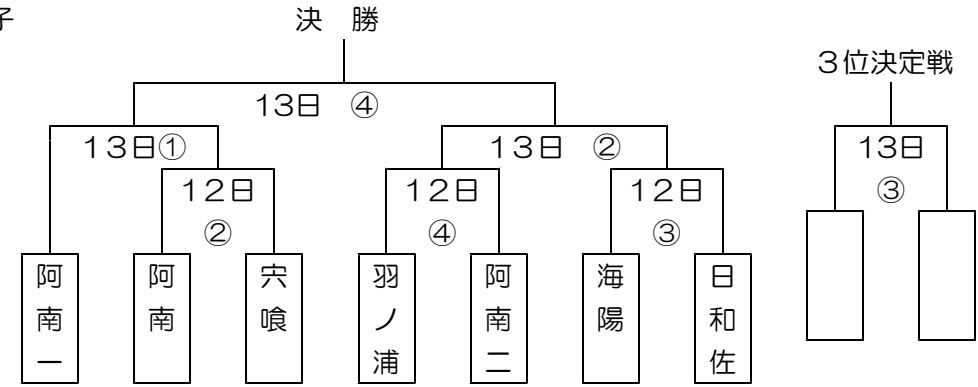 子
決 勝
３位決定戦
13日 ④
１３日①
１３日 ②
１３日
③
１２日
②
１２日
④
１２日
③
阿南一
阿南
宍喰
羽ノ浦
阿南二
海陽
日和佐